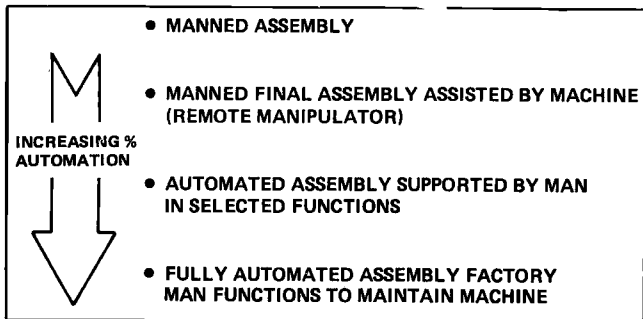 • MANNED ASSEMBLY
• MANNED FINAL ASSEMBLY ASSISTED BY MACHINE
(REMOTE MANIPULATOR)
INCREASING %
AUTOMATION
• AUTOMATED ASSEMBLY SUPPORTED BY MAN
IN SELECTED FUNCTIONS
• FULLY AUTOMATED ASSEMBLY FACTORY
MAN FUNCTIONS TO MAINTAIN MACHINE